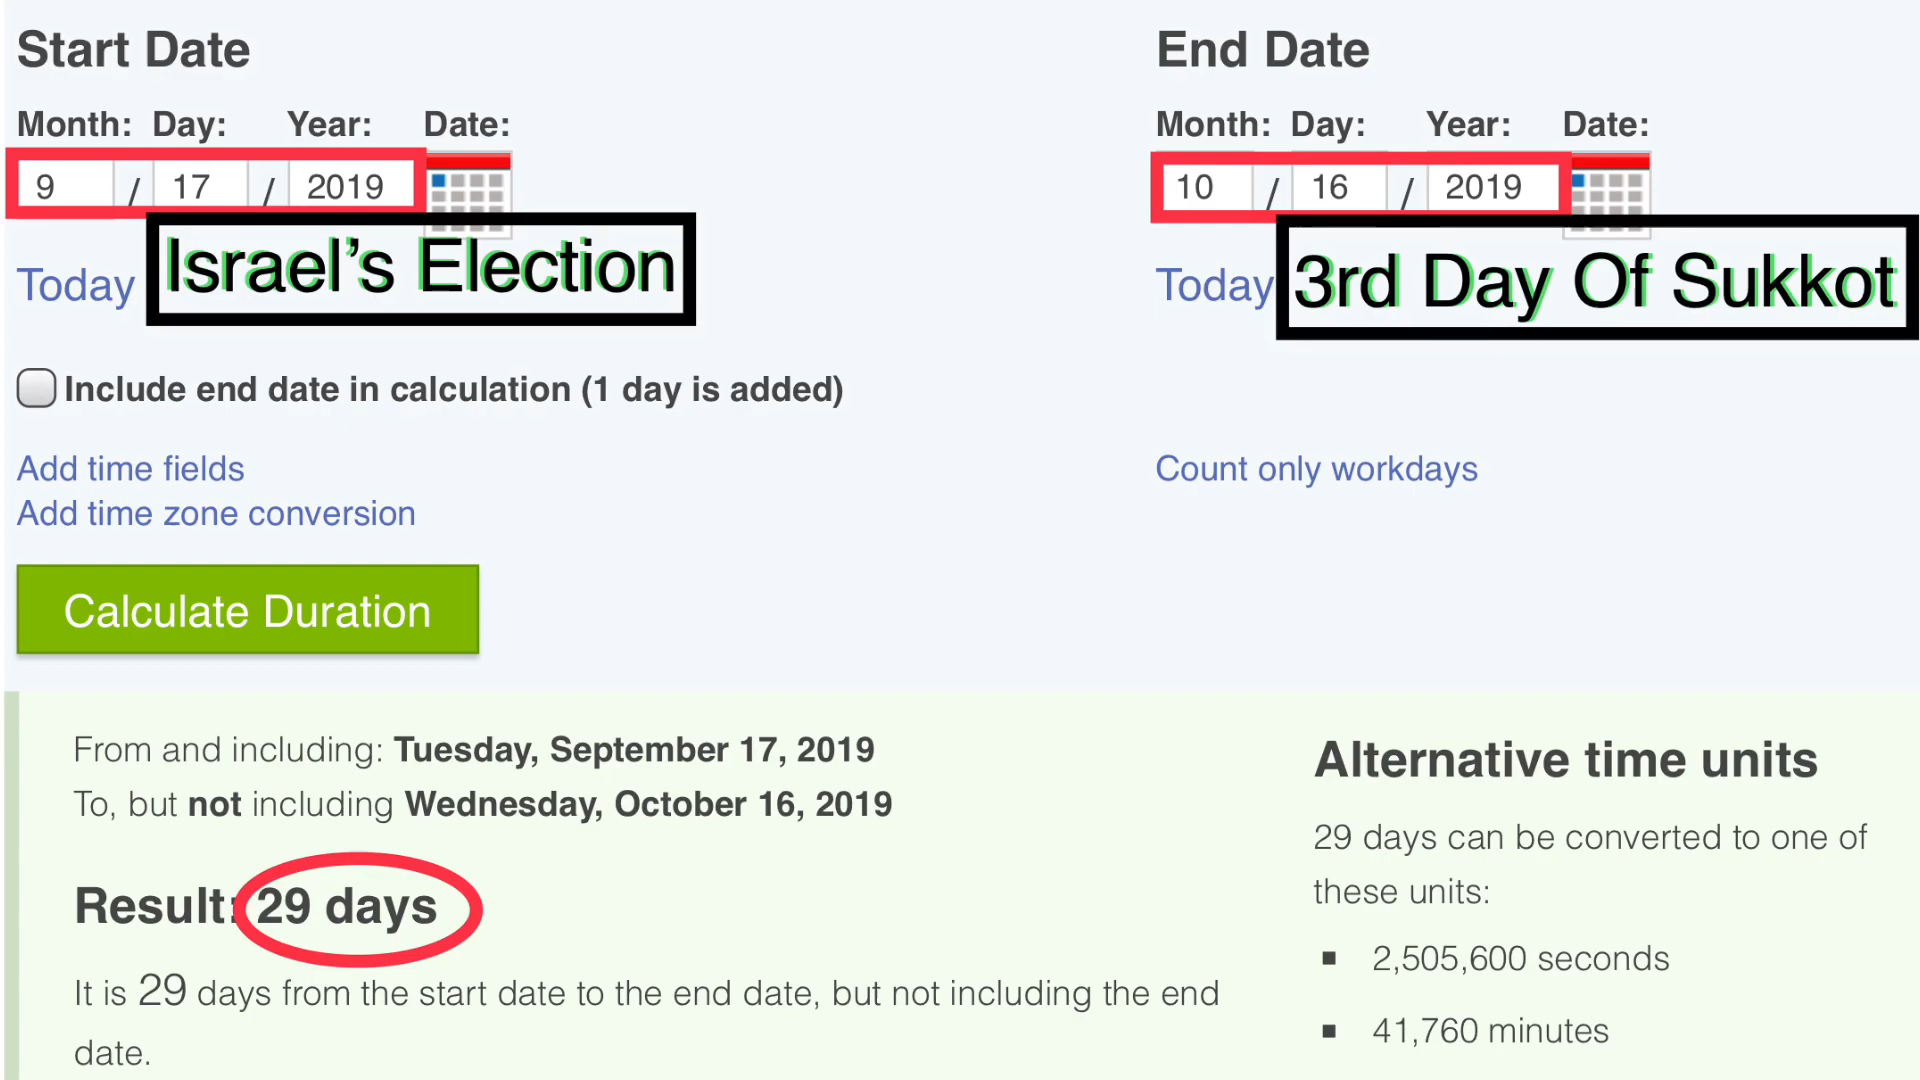 Start Date
Month: Day: Year: Date:
9 / 17 / 2019
Israel's Election
Today
End Date
Month: Day: Year: Date:
10 / 16 / 2019
3rd Day Of Sukkot
Today
Include end date in calculation (1 day is added)
Add time fields
Add time zone conversion
Count only workdays
Calculate Duration
From and including: Tuesday, September 17, 2019
To, but not including Wednesday, October 16, 2019
Result: 29 days
It is 29 days from the start date to the end date, but not including the end
date.
Alternative time units
29 days can be converted to one of
these units:
2,505,600 seconds
41,760 minutes